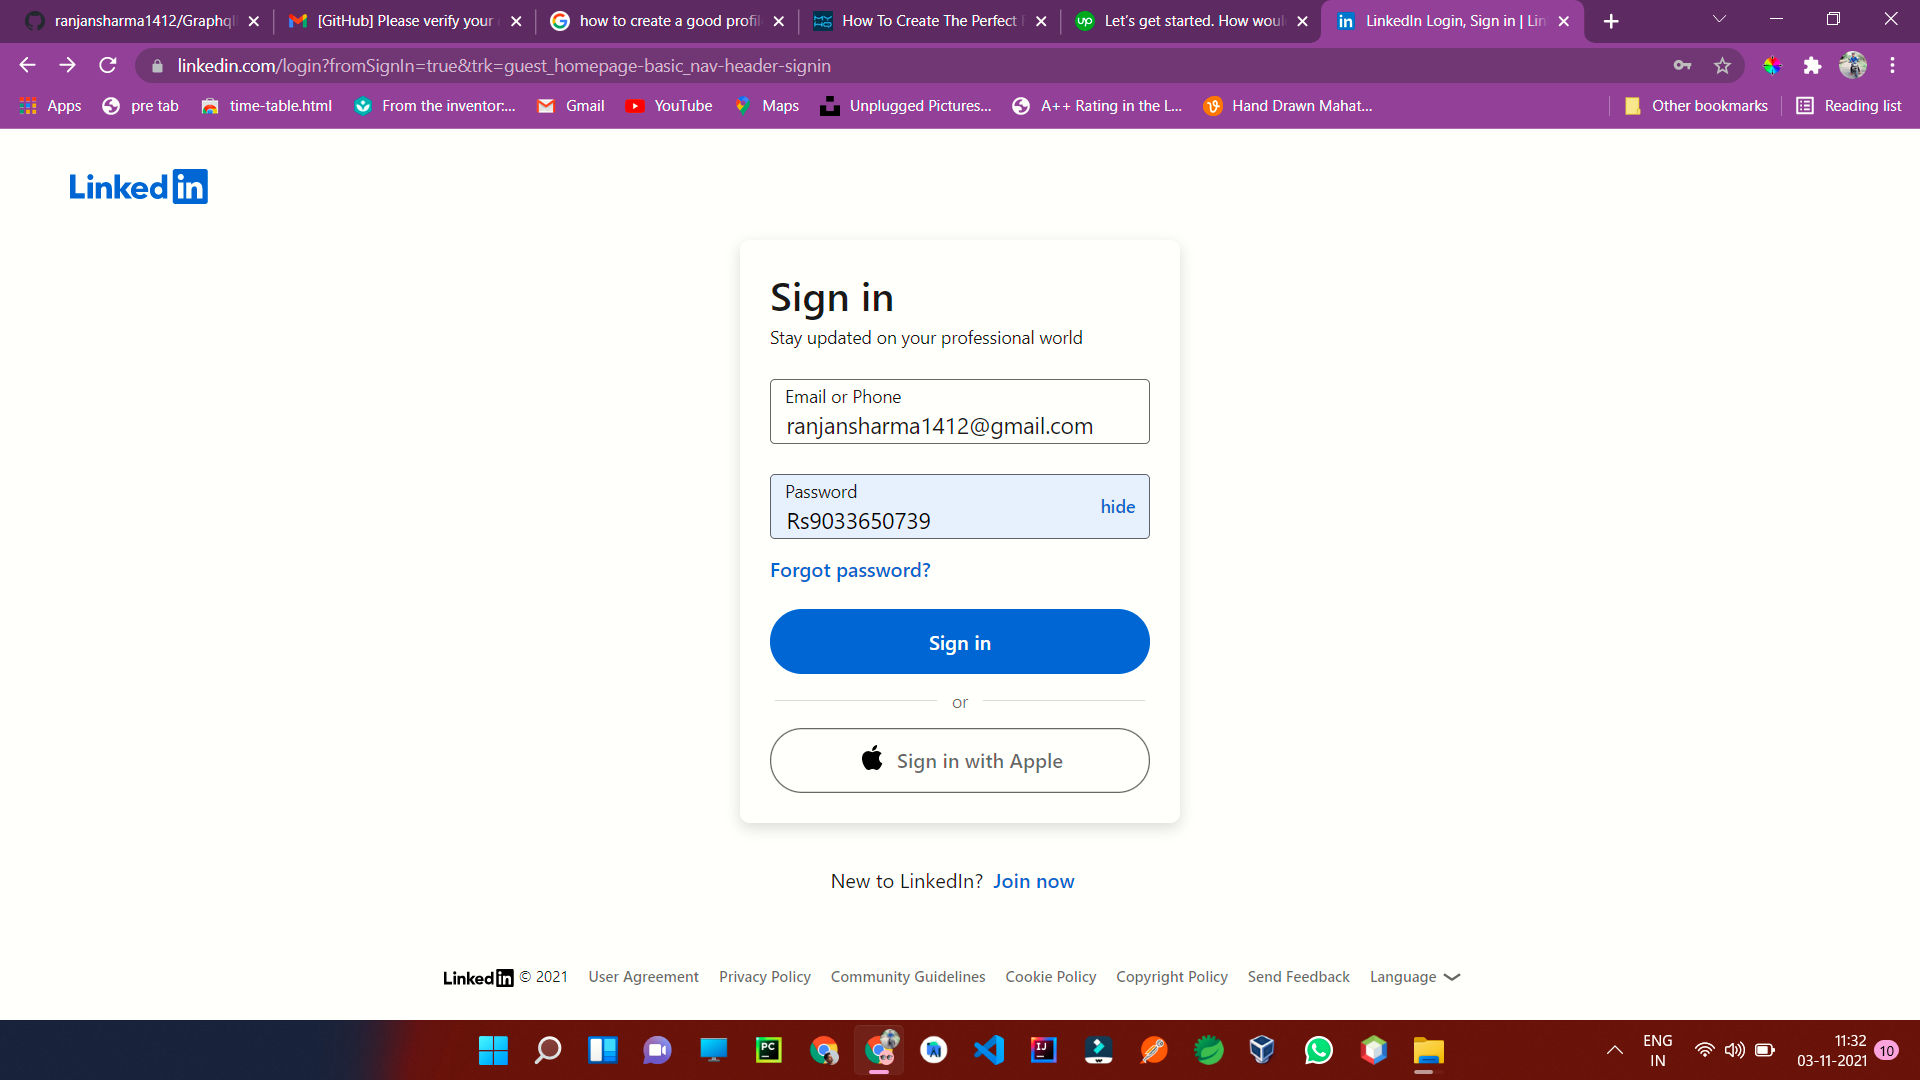 ranjansharma1412/Graphql
[GitHub] Please verify your
how to create a good profil
How To Create The Perfect
Let's get started. How woul
in LinkedIn Login, Sign in | Lin
linkedin.com/login?fromSignIn=true&trk=guest_homepage-basic_nav-header-signin
Apps
pre tab
time-table.html
From the inventor:...
Gmail
YouTube
Maps
Unplugged Pictures...
A++ Rating in the L...
Hand Drawn Mahat...
Other bookmarks
Reading list
Linked in
Sign in
Stay updated on your professional world
Email or Phone
ranjansharma1412@gmail.com
Password
Rs9033650739
hide
Forgot password?
Sign in
or
Sign in with Apple
New to LinkedIn? Join now
Linked in © 2021 User Agreement Privacy Policy Community Guidelines Cookie Policy Copyright Policy Send Feedback Language
ENG
IN
11:32
03-11-2021
10